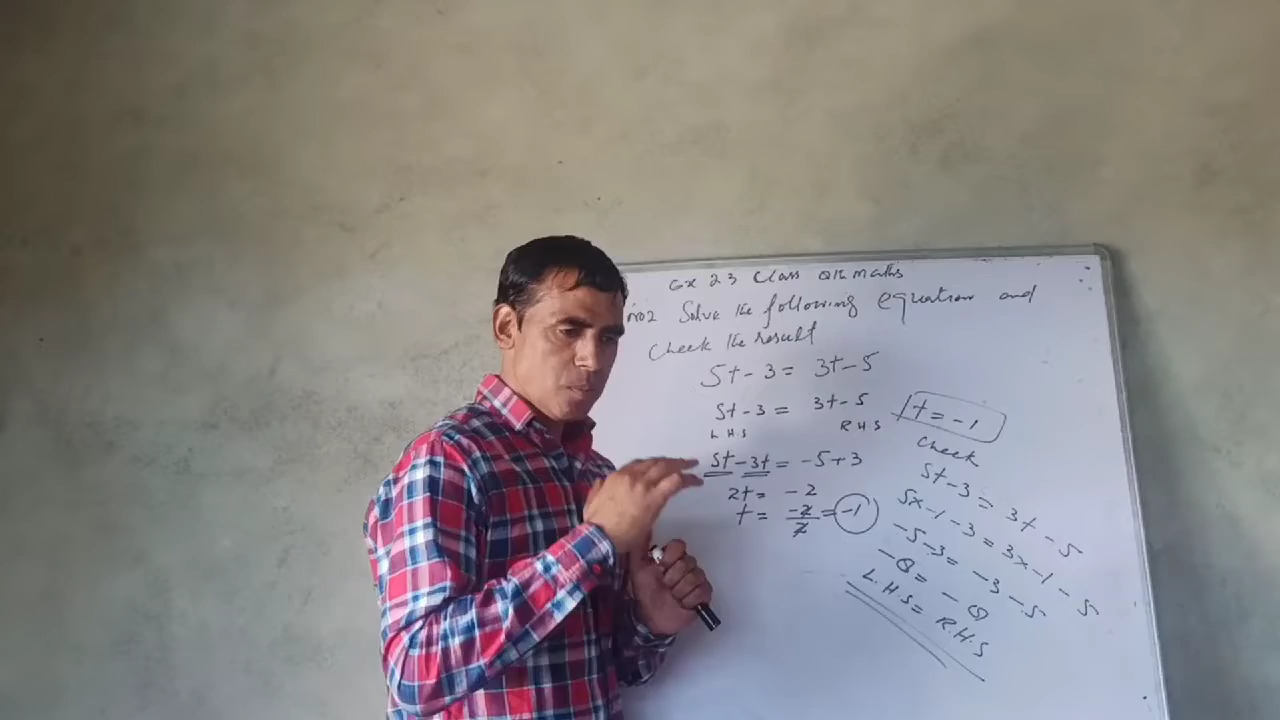 Ex 2.3 Class 8th maths
No2 Solve the following equation and
Check the result
5t-3 = 3t-5
5t-3 = 3t-5
L.H.S R.H.S
5t-3t = -5+3
2t = -2
t = -2/2 = -1
t = -1
Check
5t-3 = 3t-5
5x-1-3 = 3x-1-5
-5-3 = -3-5
-8 = -8
L.H.S = R.H.S